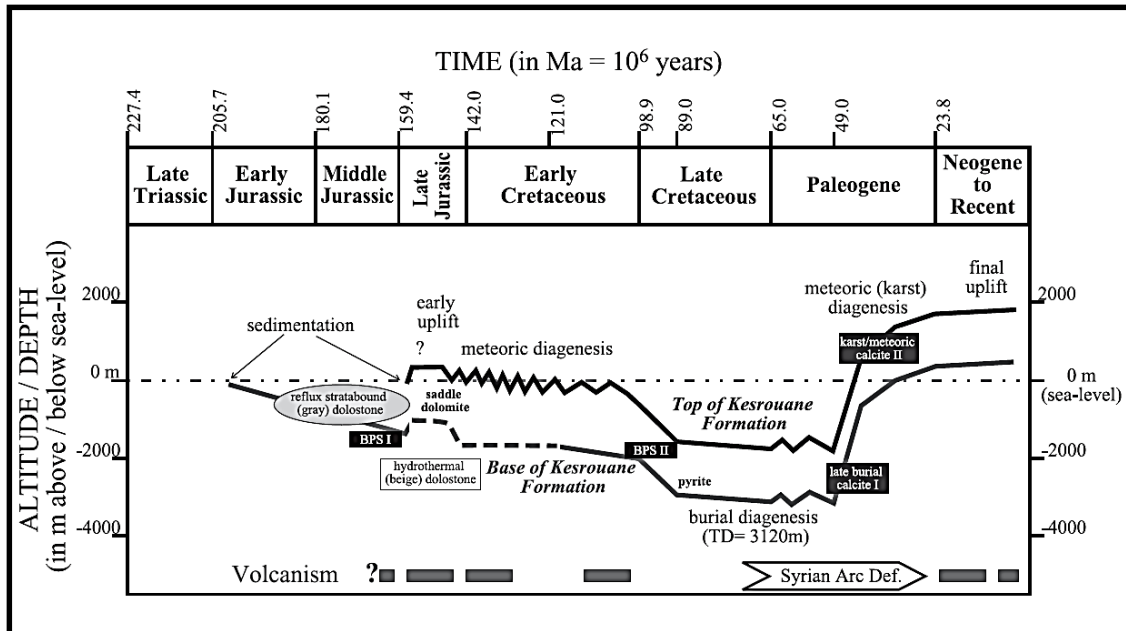 TIME (in Ma = 10⁶ years)
227.4
205.7
180.1
159.4
142.0
121.0
98.9
89.0
65.0
49.0
23.8
Late
Triassic
Early
Jurassic
Middle
Jurassic
Late
Jurassic
Early
Cretaceous
Late
Cretaceous
Paleogene
Neogene
to
Recent
ALTITUDE / DEPTH
(in m above / below sea-level)
2000
0 m
-2000
-4000
2000
0 m
(sea-level)
-2000
-4000
sedimentation
early
uplift
?
meteoric diagenesis
meteoric (karst)
diagenesis
final
uplift
karst/meteoric
calcite II
reflux stratabound
(gray) dolostone
saddle
dolomite
BPS I
hydrothermal
(beige) dolostone
Top of Kesrouane
Formation
Base of Kesrouane
Formation
BPS II
pyrite
late burial
calcite I
burial diagenesis
(TD= 3120m)
Volcanism
?
Syrian Arc Def.